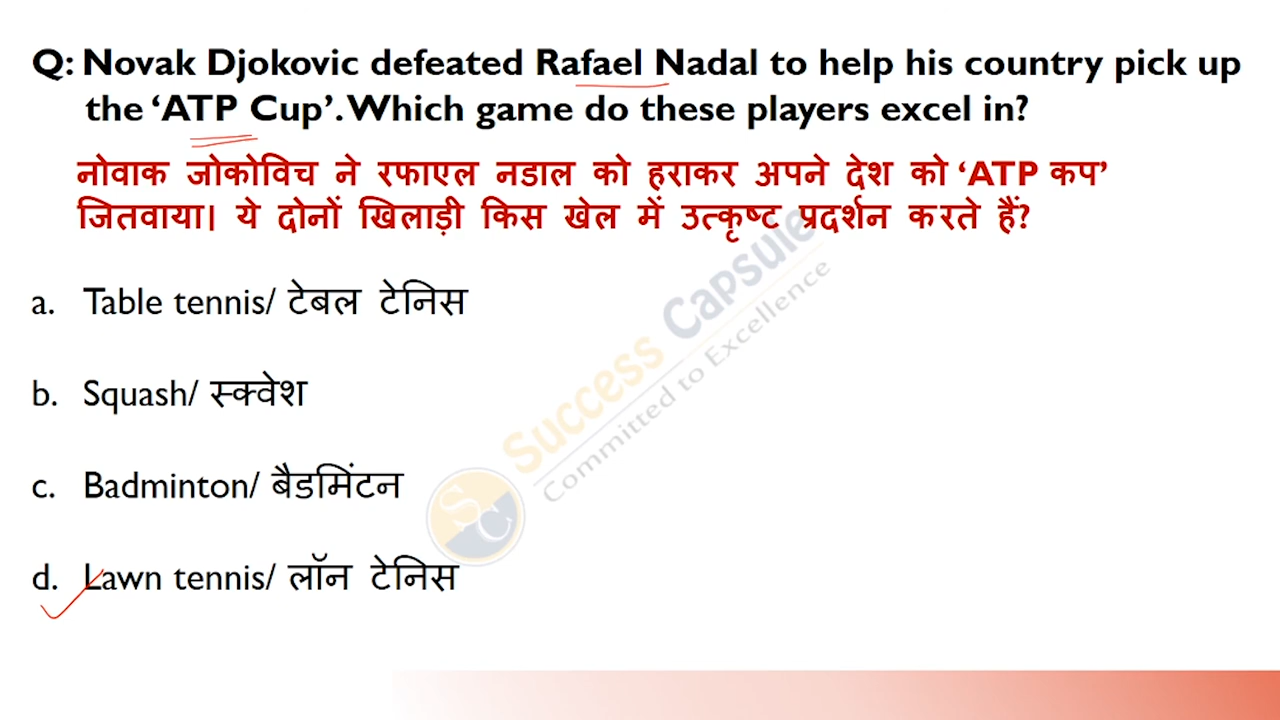 Q: Novak Djokovic defeated Rafael Nadal to help his country pick up
the ‘ATP Cup’. Which game do these players excel in?
नोवाक जोकोविच ने रफाएल नडाल को हराकर अपने देश को ‘ATP कप’
जितवाया। ये दोनों खिलाड़ी किस खेल में उत्कृष्ट प्रदर्शन करते हैं?
a. Table tennis/ टेबल टेनिस
b. Squash/ स्क्वेश
c. Badminton/ बैडमिंटन
d. Lawn tennis/ लॉन टेनिस
SC
Success Capsule
Committed to Excellence